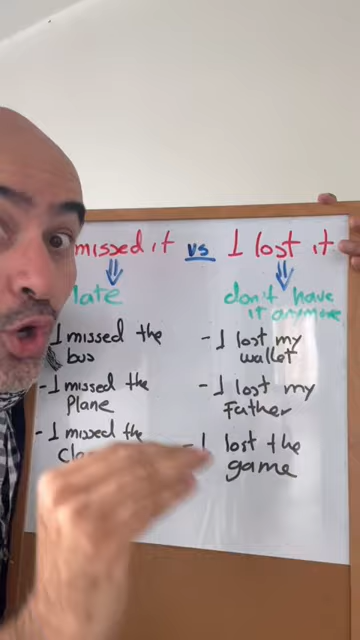 missed it vs I lost it
late
don't have
it anymore
I missed the
bus
- I missed the
Plane
- I missed the
- I lost my
wallet
- I lost my
Father
- I lost the
game